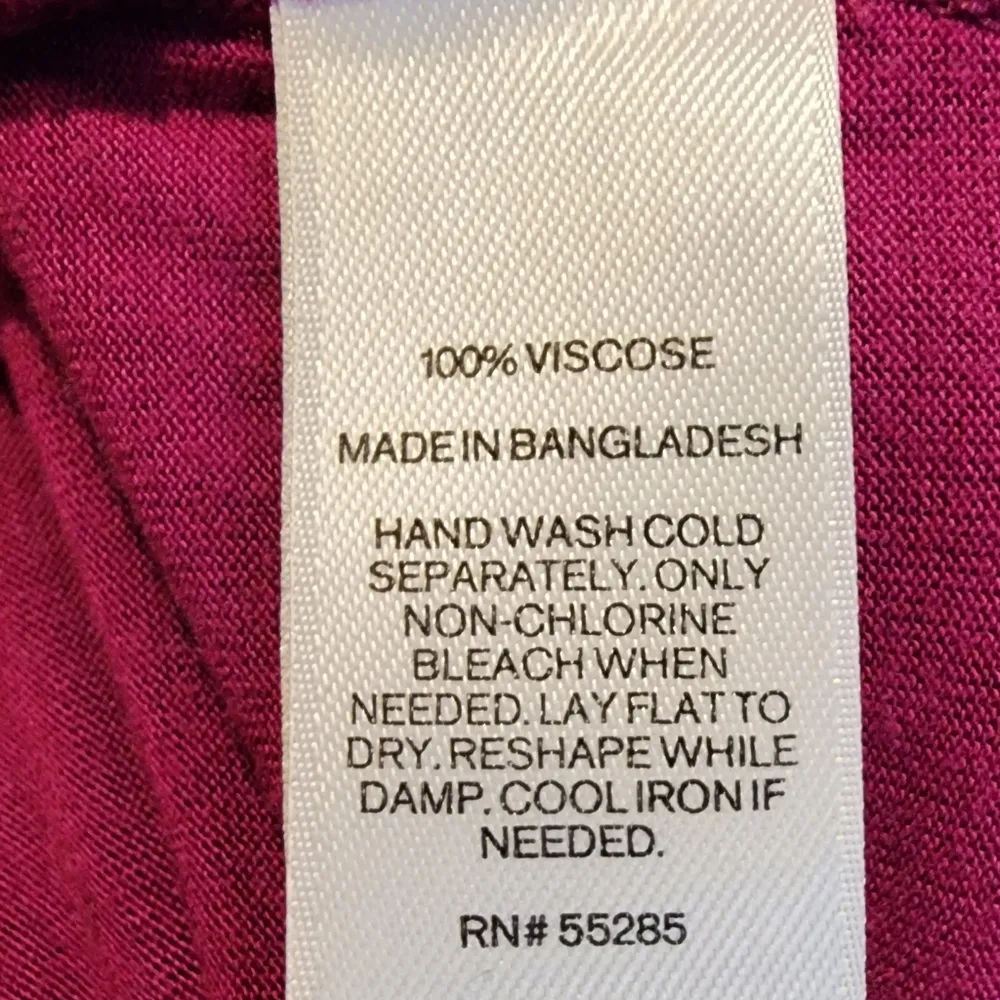 100% VISCOSE
MADE IN BANGLADESH
HAND WASH COLD
SEPARATELY. ONLY
NON-CHLORINE
BLEACH WHEN
NEEDED. LAY FLAT TO
DRY. RESHAPE WHILE
DAMP. COOL IRON IF
NEEDED.
RN# 55285